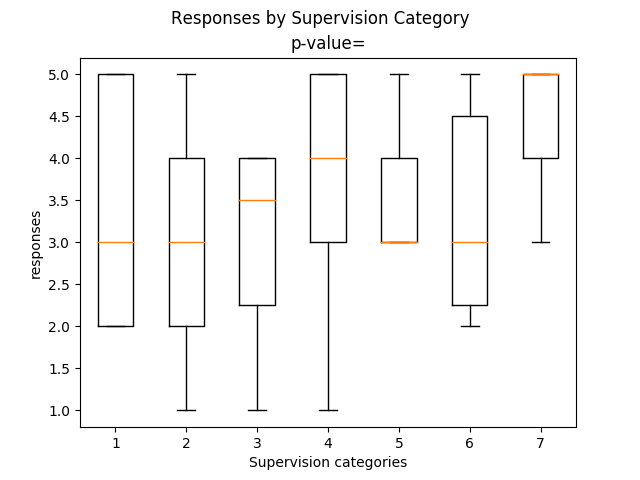 Responses by Supervision Category
p-value=
5.0
4.5
4.0
3.5
3.0
2.5
2.0
1.5
1.0
responses
1 2 3 4 5 6 7
Supervision categories